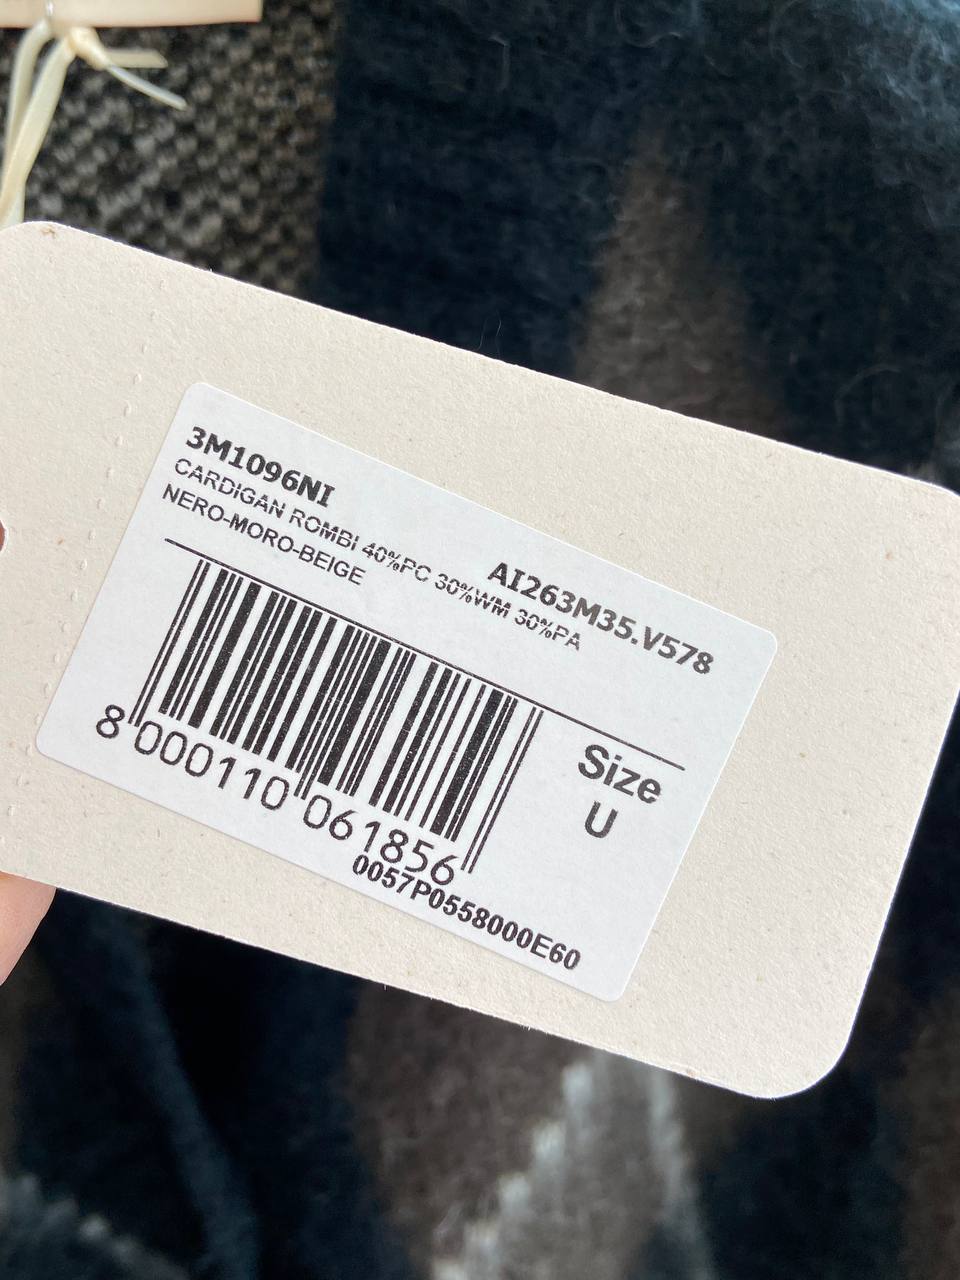 3M1096NI
CARDIGAN ROMBI 40%PC 30%WM 30%PA
NERO-MORO-BEIGE
AI263M35.V578
8 000110 061856
Size
U
0057P0558000E60